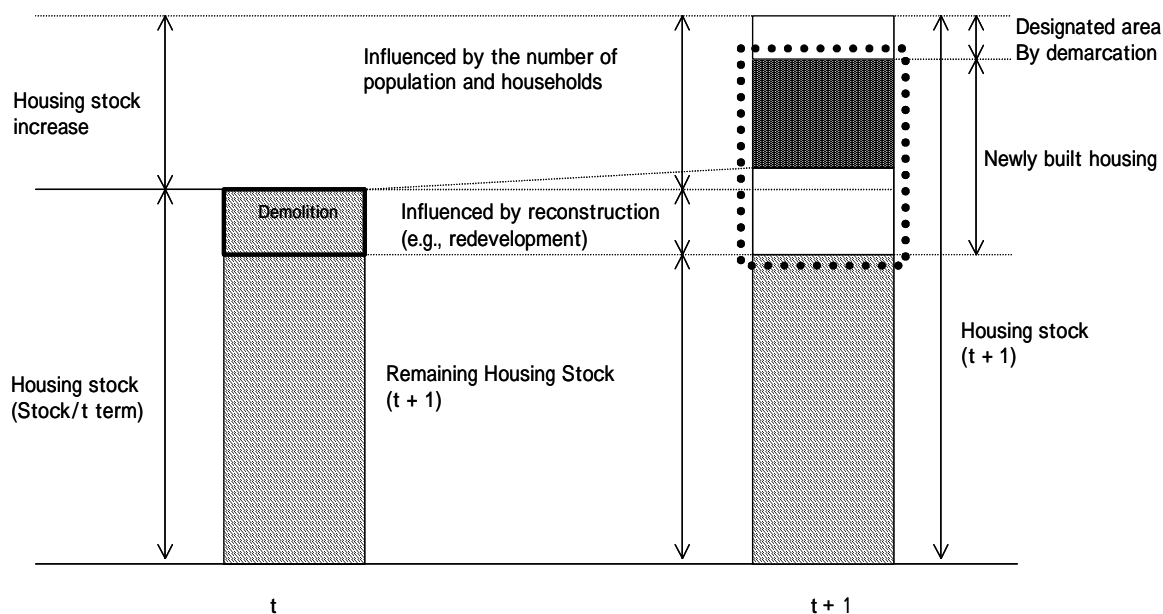 Designated area
By demarcation
Influenced by the number of
population and households
Housing stock
increase
Newly built housing
Demolition
Influenced by reconstruction
(e.g., redevelopment)
Housing stock
(t + 1)
Remaining Housing Stock
(t + 1)
Housing stock
(Stock/t term)
t
t + 1